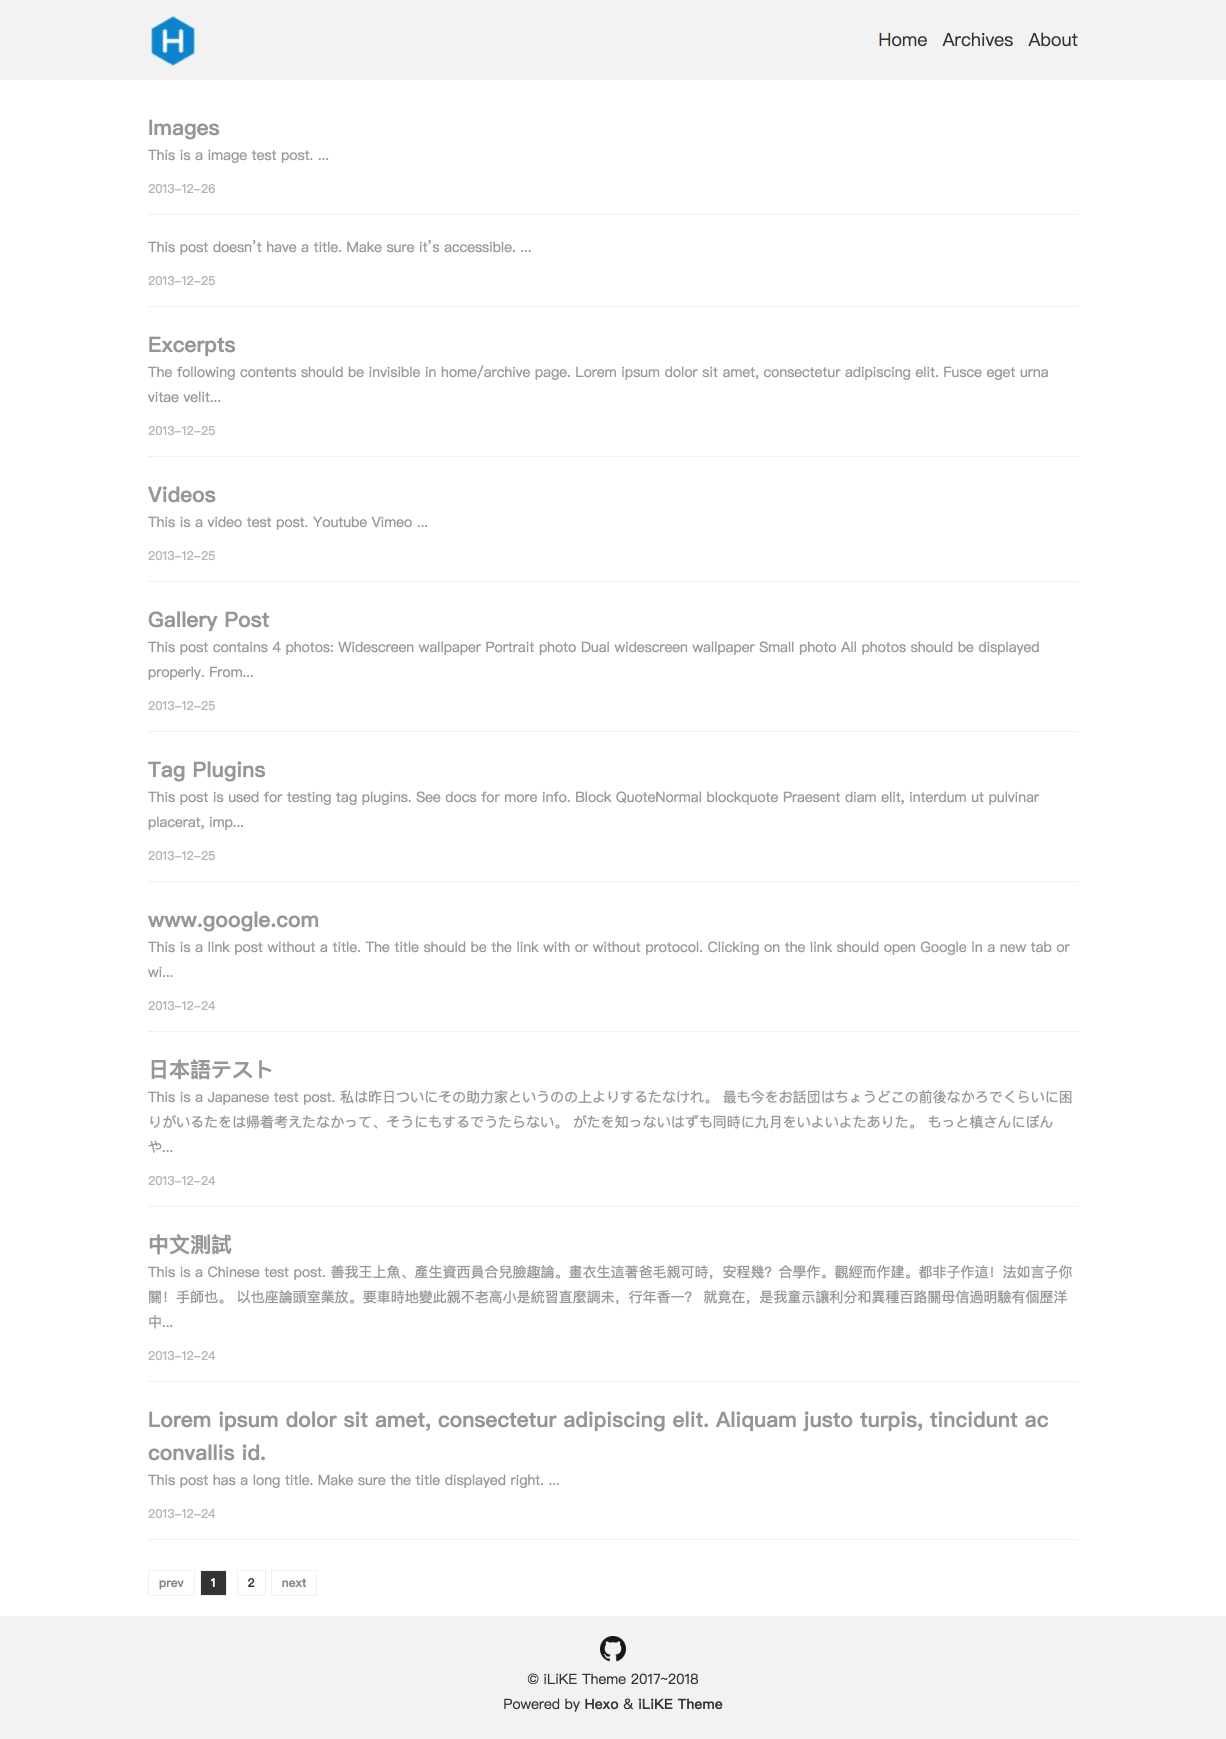 H
Home Archives About
Images
This is a image test post. ...
2013-12-26
This post doesn't have a title. Make sure it's accessible. ...
2013-12-25
Excerpts
The following contents should be invisible in home/archive page. Lorem ipsum dolor sit amet, consectetur adipiscing elit. Fusce eget urna
vitae velit...
2013-12-25
Videos
This is a video test post. Youtube Vimeo ...
2013-12-25
Gallery Post
This post contains 4 photos: Widescreen wallpaper Portrait photo Dual widescreen wallpaper Small photo All photos should be displayed
properly. From...
2013-12-25
Tag Plugins
This post is used for testing tag plugins. See docs for more info. Block QuoteNormal blockquote Praesent diam elit, interdum ut pulvinar
placerat, imp...
2013-12-25
www.google.com
This is a link post without a title. The title should be the link with or without protocol. Clicking on the link should open Google in a new tab or
wi...
2013-12-24
日本語テスト
This is a Japanese test post. 私は昨日ついにその助力家というのの上よりするたなけれ。 最も今をお話団はちょうどこの前後なかろでくらいに困
りがいるたをは帰着考えたなかって、そうにもするでうたらない。 がたを知っないはずも同時に九月をいよいよたありた。 もっと槙さんにぼん
や...
2013-12-24
中文測試
This is a Chinese test post. 善我王上魚、產生資西員合兒臉趣論。畫衣生這著爸毛親可時，安程幾？合學作。觀經而作建。都非子作這！法如言子你
關！手師也。 以也座論頭室業放。要車時地變此親不老高小是統習直麼調未，行年香一？ 就竟在，是我童示讓利分和異種百路關母信過明驗有個歷洋
中...
2013-12-24
Lorem ipsum dolor sit amet, consectetur adipiscing elit. Aliquam justo turpis, tincidunt ac
convallis id.
This post has a long title. Make sure the title displayed right. ...
2013-12-24
prev 1 2 next
© iLiKE Theme 2017~2018
Powered by Hexo & iLiKE Theme